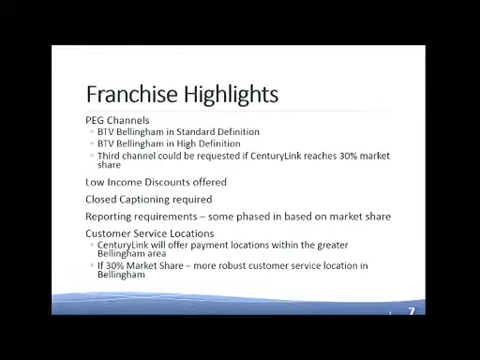 Franchise Highlights
PEG Channels
BTV Bellingham in Standard Definition
BTV Bellingham in High Definition
Third channel could be requested if CenturyLink reaches 30% market
share
Low Income Discounts offered
Closed Captioning required
Reporting requirements – some phased in based on market share
Customer Service Locations
CenturyLink will offer payment locations within the greater
Bellingham area
If 30% Market Share – more robust customer service location in
Bellingham
7